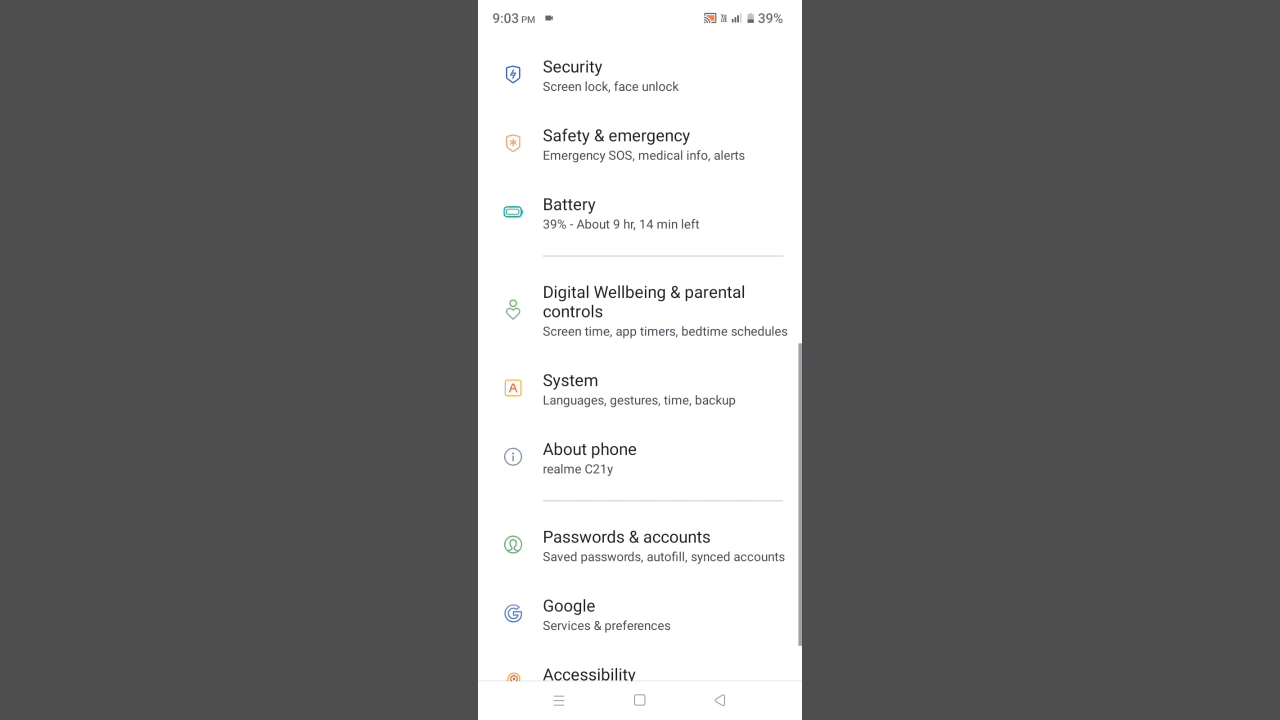 9:03 PM 39%
Security
Screen lock, face unlock
Safety & emergency
Emergency SOS, medical info, alerts
Battery
39% - About 9 hr, 14 min left
Digital Wellbeing & parental
controls
Screen time, app timers, bedtime schedules
System
Languages, gestures, time, backup
About phone
realme C21y
Passwords & accounts
Saved passwords, autofill, synced accounts
Google
Services & preferences
Accessibility